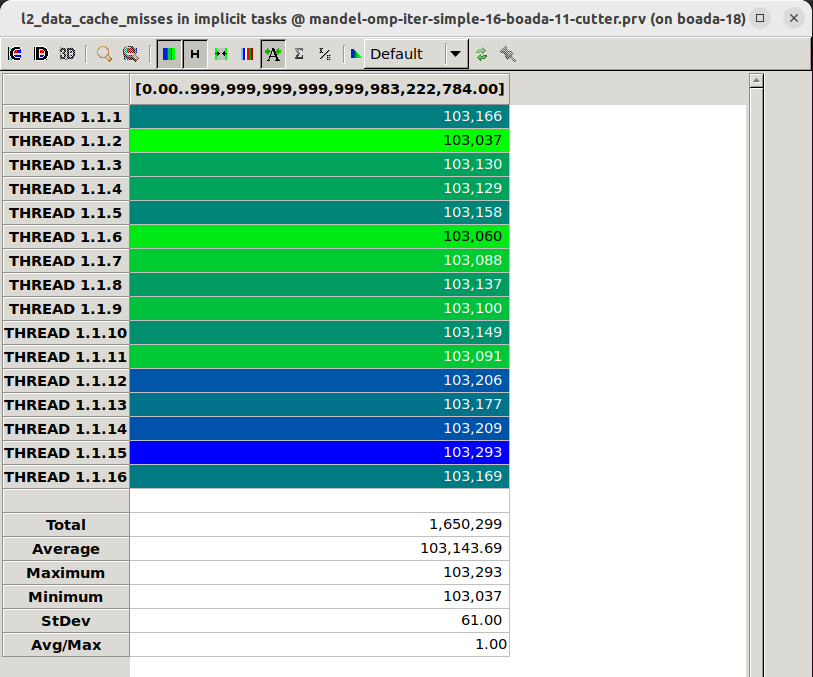 l2_data_cache_misses in implicit tasks @ mandel-omp-iter-simple-16-boada-11-cutter.prv (on boada-18)
3D H A Σ Default
[0.00..999,999,999,999,999,983,222,784.00]
THREAD 1.1.1 103,166
THREAD 1.1.2 103,037
THREAD 1.1.3 103,130
THREAD 1.1.4 103,129
THREAD 1.1.5 103,158
THREAD 1.1.6 103,060
THREAD 1.1.7 103,088
THREAD 1.1.8 103,137
THREAD 1.1.9 103,100
THREAD 1.1.10 103,149
THREAD 1.1.11 103,091
THREAD 1.1.12 103,206
THREAD 1.1.13 103,177
THREAD 1.1.14 103,209
THREAD 1.1.15 103,293
THREAD 1.1.16 103,169
Total 1,650,299
Average 103,143.69
Maximum 103,293
Minimum 103,037
StDev 61.00
Avg/Max 1.00